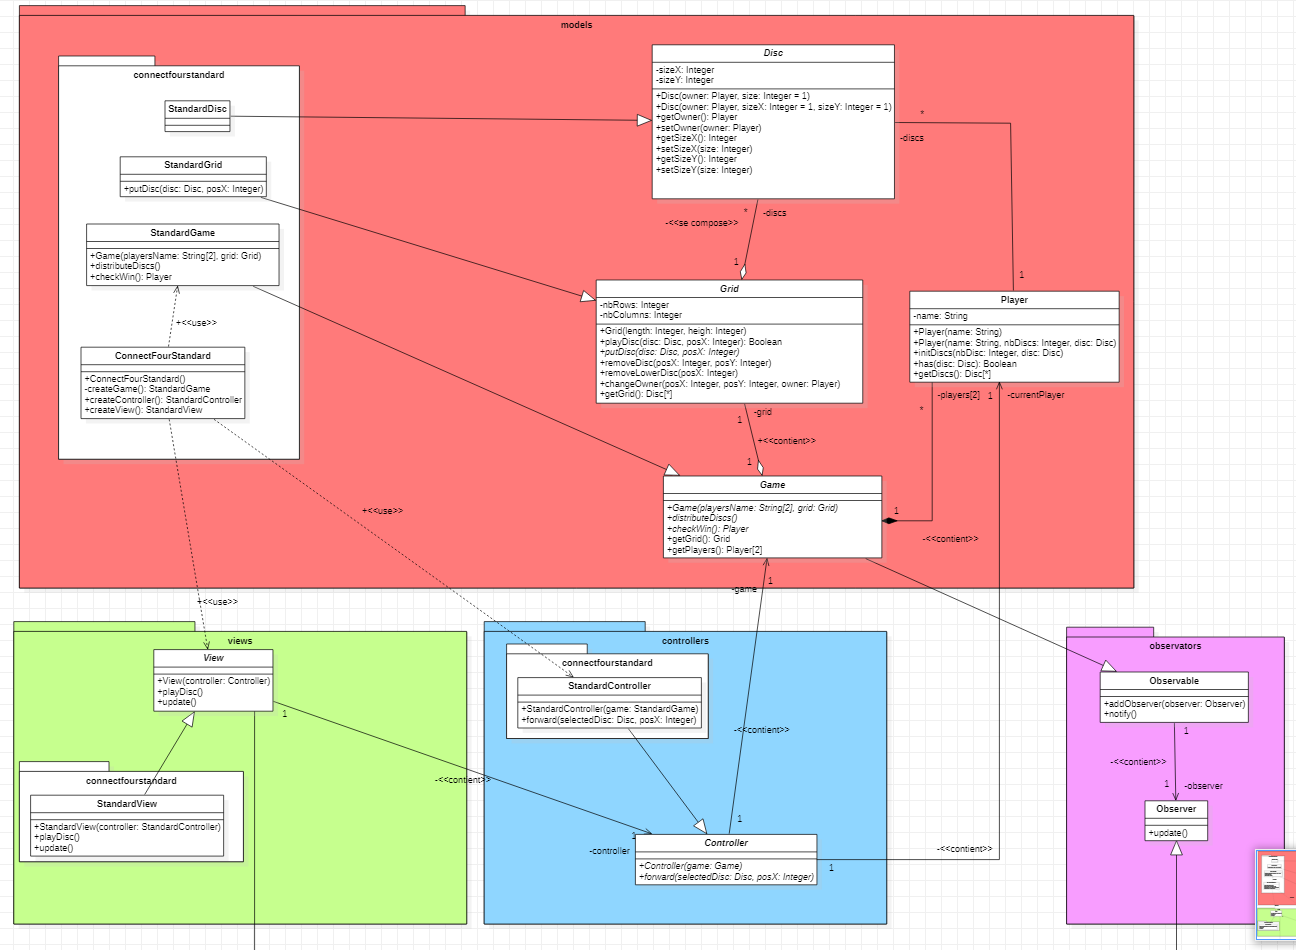 models
connectfourstandard
StandardDisc
StandardGrid
+putDisc(disc: Disc, posX: Integer)
StandardGame
+Game(playersName: String[2], grid: Grid)
+distributeDiscs()
+checkWin(): Player
+<<use>>
ConnectFourStandard
+ConnectFourStandard()
-createGame(): StandardGame
+createController(): StandardController
+createView(): StandardView
Disc
-sizeX: Integer
-sizeY: Integer
+Disc(owner: Player, size: Integer = 1)
+Disc(owner: Player, sizeX: Integer = 1, sizeY: Integer = 1)
+getOwner(): Player
+setOwner(owner: Player)
+getSizeX(): Integer
+setSizeX(size: Integer)
+getSizeY(): Integer
+setSizeY(size: Integer)
*
-discs
*
-discs
-<<se compose>>
1
1
Grid
-nbRows: Integer
-nbColumns: Integer
+Grid(length: Integer, heigh: Integer)
+playDisc(disc: Disc, posX: Integer): Boolean
+putDisc(disc: Disc, posX: Integer)
+removeDisc(posX: Integer, posY: Integer)
+removeLowerDisc(posX: Integer)
+changeOwner(posX: Integer, posY: Integer, owner: Player)
+getGrid(): Disc[*]
Player
-name: String
+Player(name: String)
+Player(name: String, nbDiscs: Integer, disc: Disc)
+initDiscs(nbDisc: Integer, disc: Disc)
+has(disc: Disc): Boolean
+getDiscs(): Disc[*]
-players[2]
1
-currentPlayer
*
-grid
1
+<<contient>>
1
Game
+Game(playersName: String[2], grid: Grid)
+distributeDiscs()
+checkWin(): Player
+getGrid(): Grid
+getPlayers(): Player[2]
1
-<<contient>>
+<<use>>
1
-game
+<<use>>
views
View
+View(controller: Controller)
+playDisc()
+update()
1
connectfourstandard
StandardView
+StandardView(controller: StandardController)
+playDisc()
+update()
-<<contient>>
controllers
connectfourstandard
StandardController
+StandardController(game: StandardGame)
+forward(selectedDisc: Disc, posX: Integer)
-<<contient>>
1
1
-controller
Controller
+Controller(game: Game)
+forward(selectedDisc: Disc, posX: Integer)
1
-<<contient>>
observators
Observable
+addObserver(observer: Observer)
+notify()
1
-<<contient>>
1
-observer
Observer
+update()